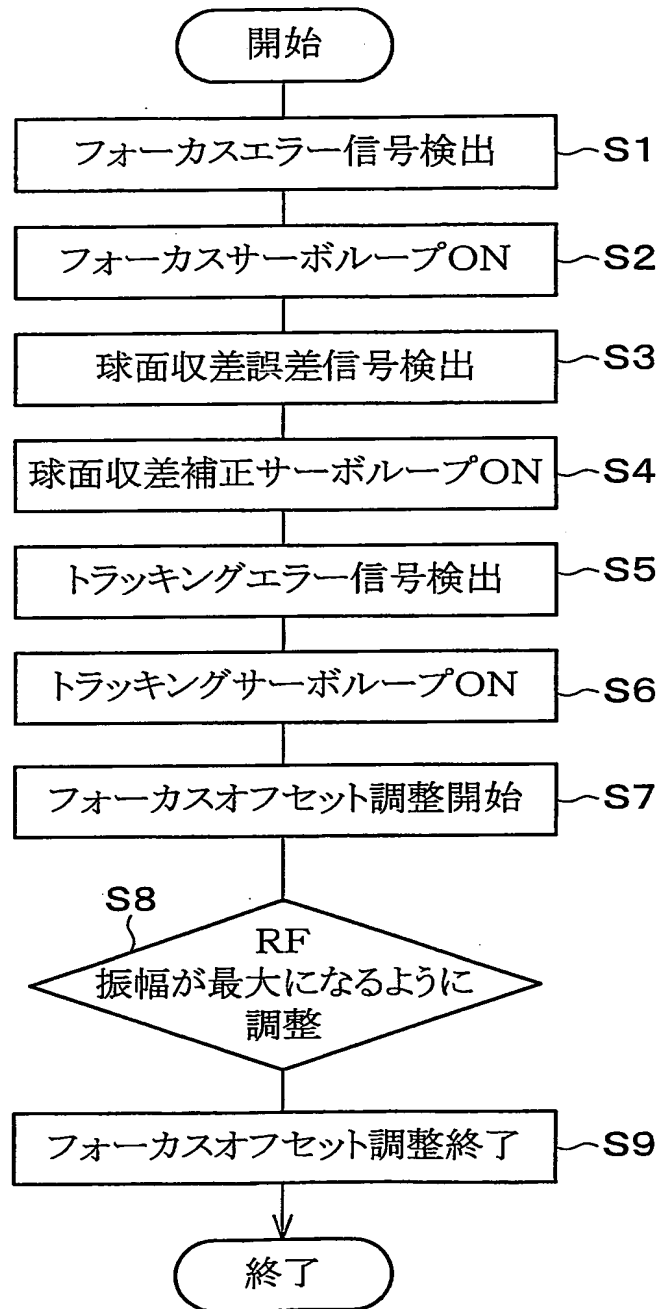 開始
フォーカスエラー信号検出 S1
フォーカスサーボループON S2
球面収差誤差信号検出 S3
球面収差補正サーボループON S4
トラッキングエラー信号検出 S5
トラッキングサーボループON S6
フォーカスオフセット調整開始 S7
S8
RF
振幅が最大になるように
調整
フォーカスオフセット調整終了 S9
終了